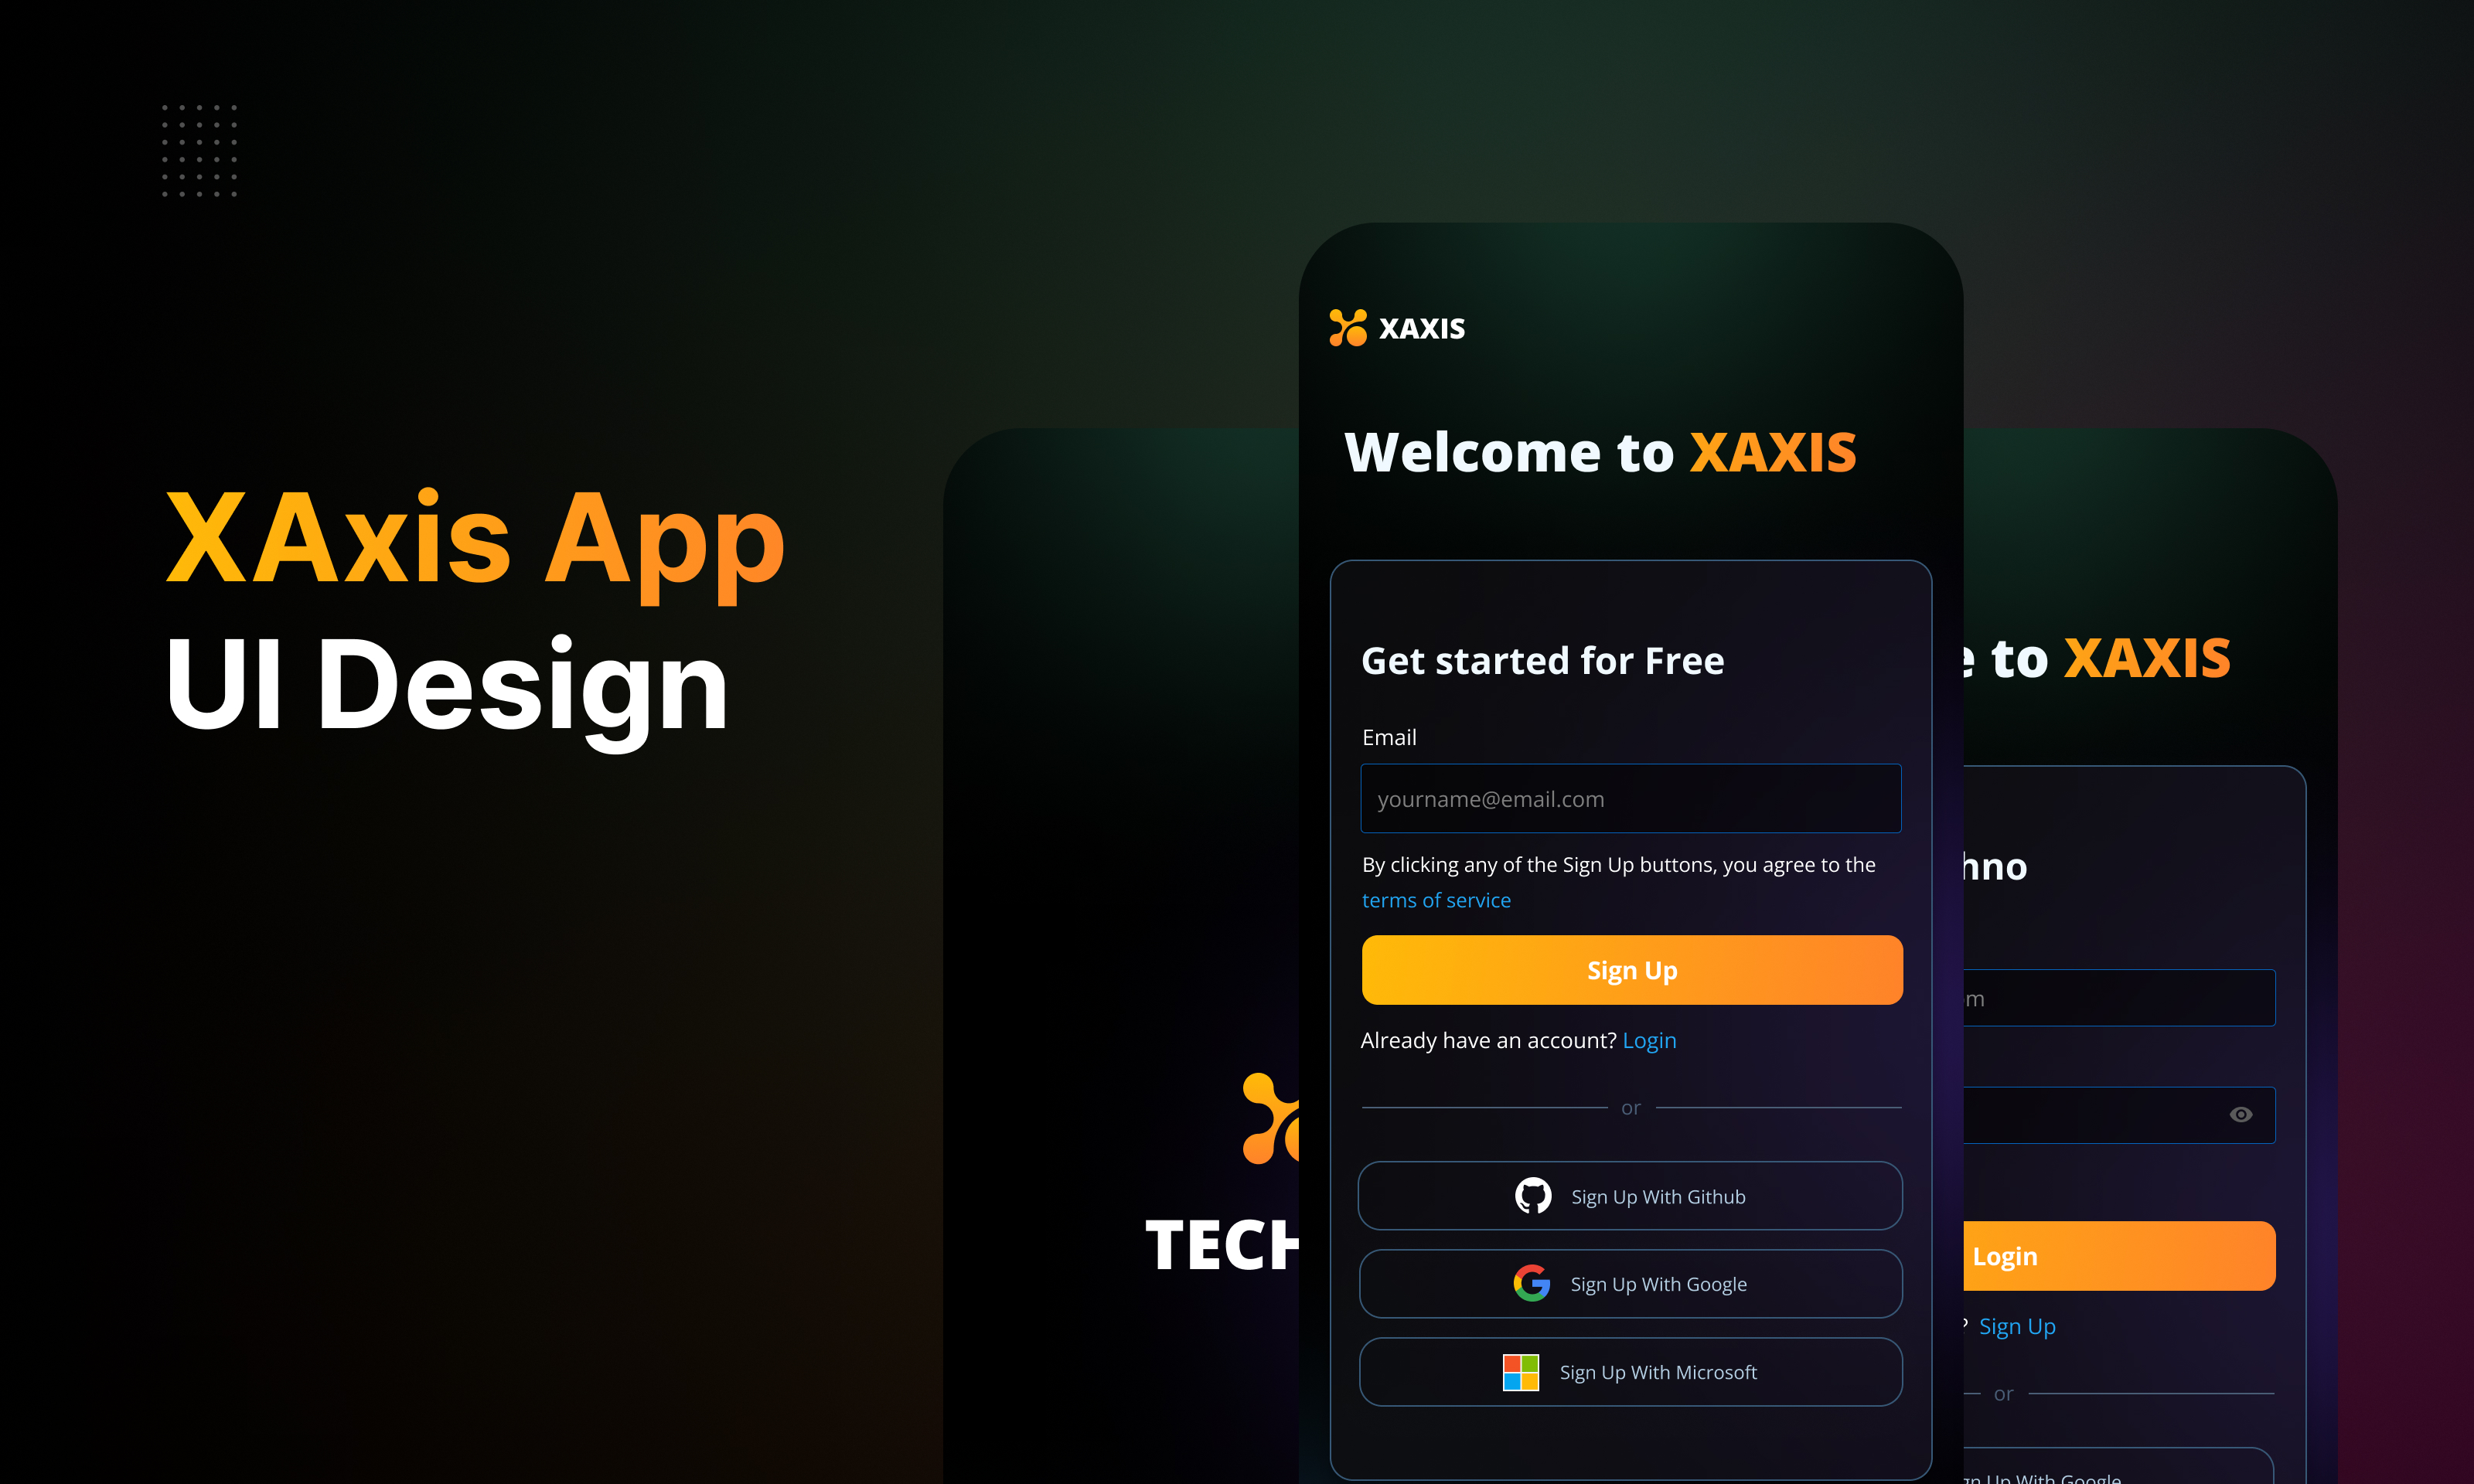 XAxis App
UI Design
XAXIS
Welcome to XAXIS
Get started for Free
Email
yourname@email.com
By clicking any of the Sign Up buttons, you agree to the
terms of service
Sign Up
Already have an account? Login
or
Sign Up With Github
Sign Up With Google
Sign Up With Microsoft
TECH
to XAXIS
Login
? Sign Up
or
Up With Google